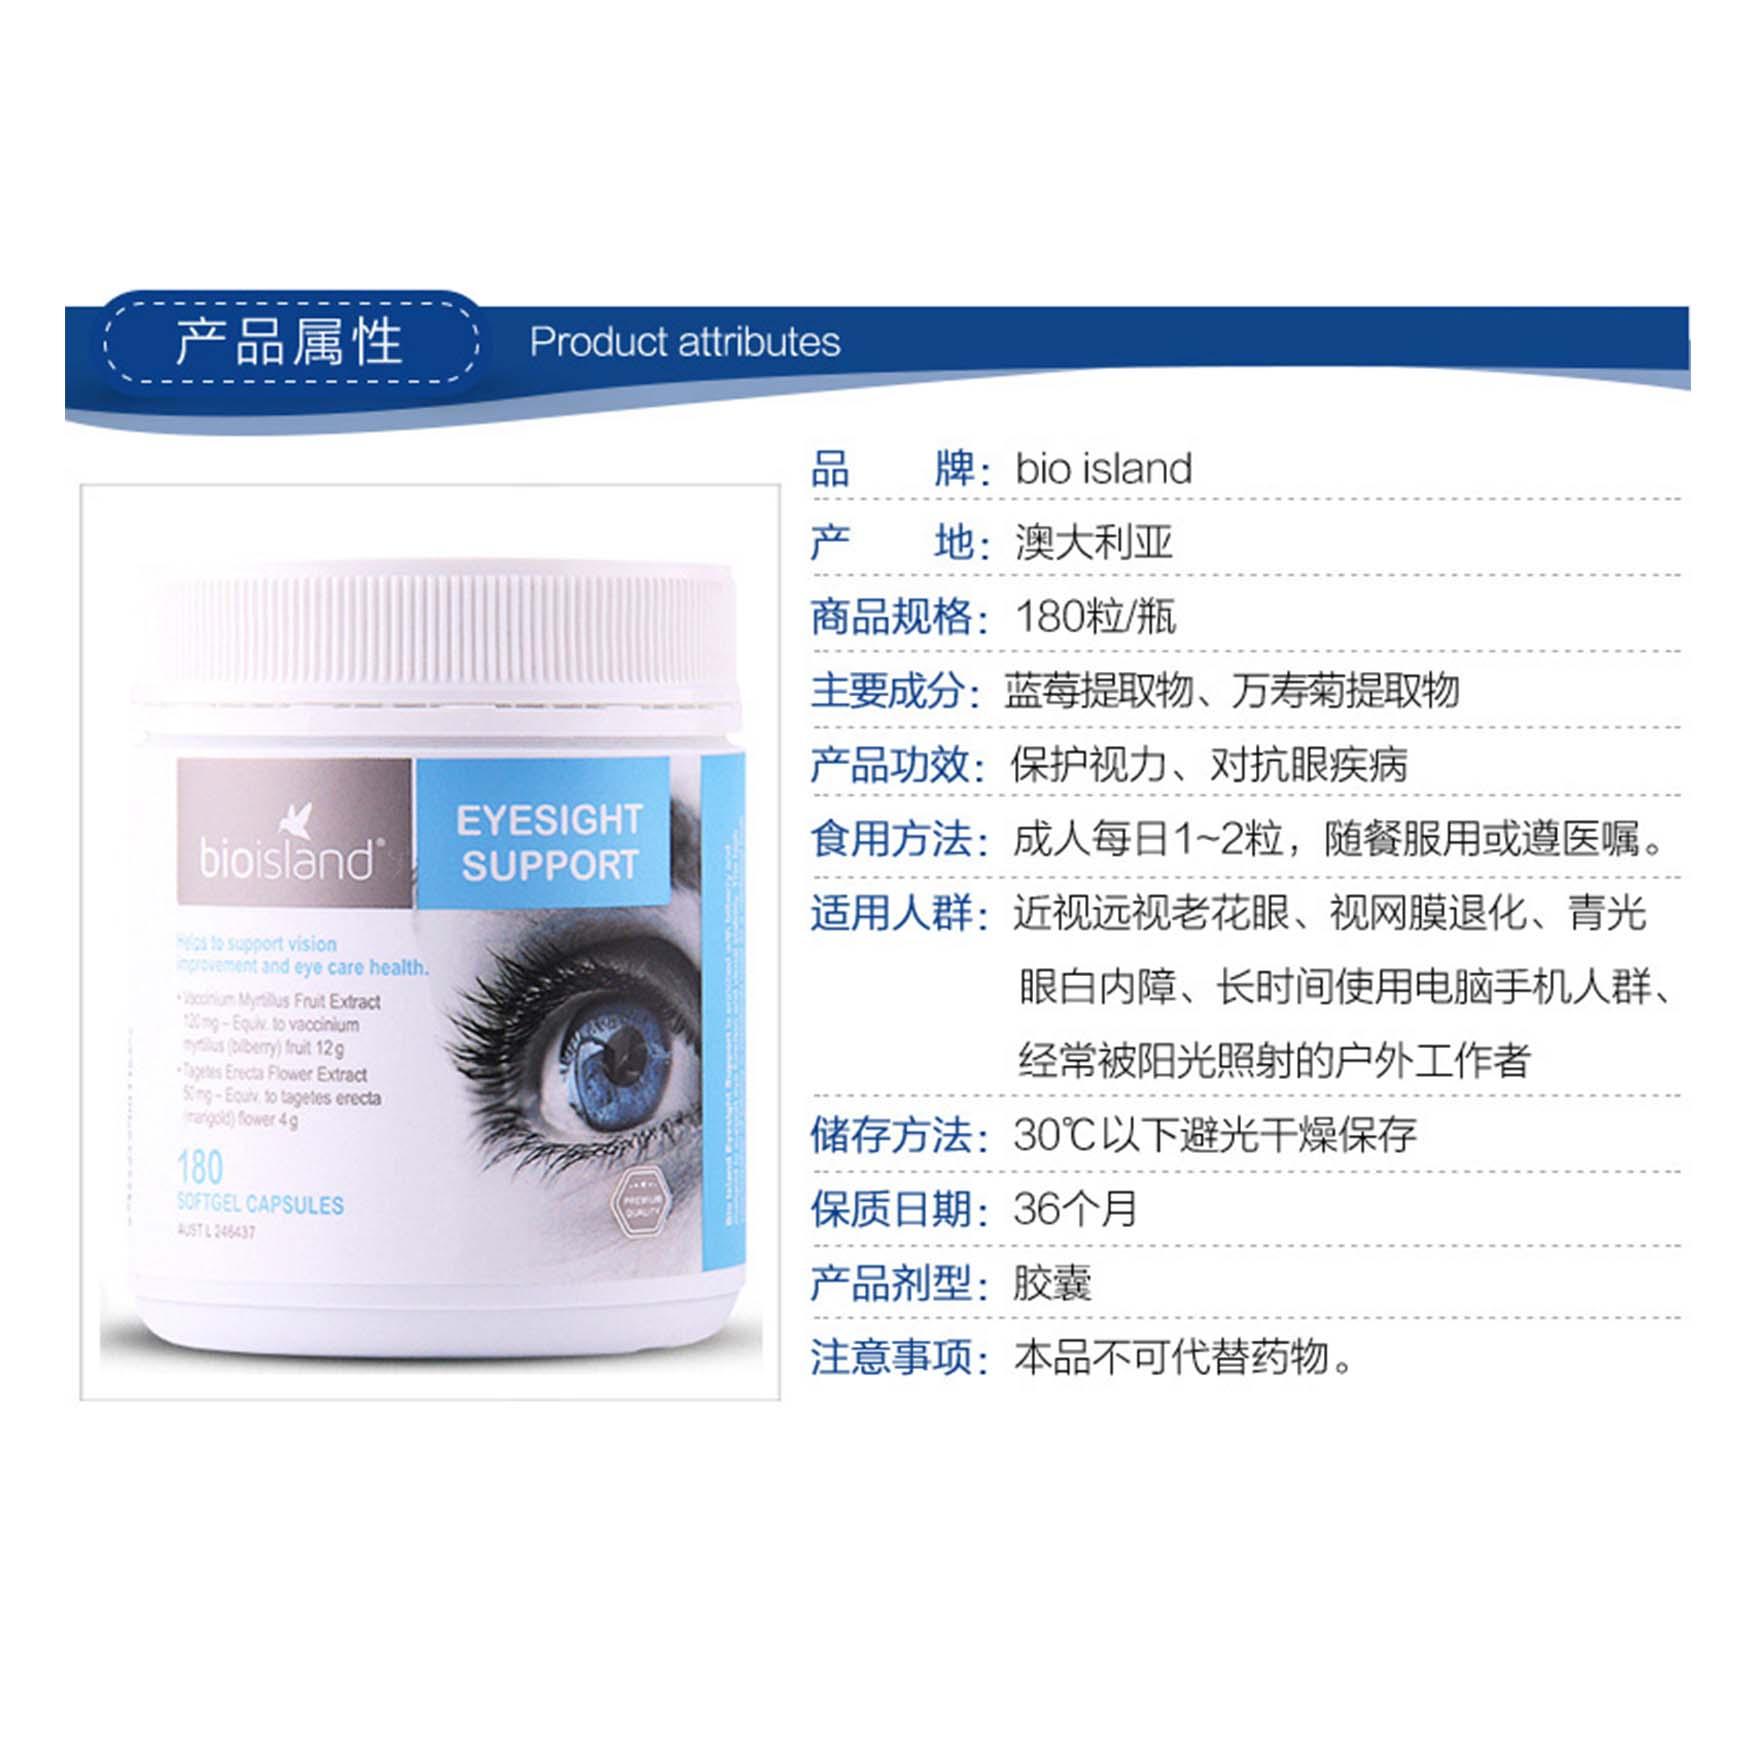 产品属性
Product attributes
品 牌：bio island
产 地：澳大利亚
商品规格：180粒/瓶
主要成分：蓝莓提取物、万寿菊提取物
产品功效：保护视力、对抗眼疾病
食用方法：成人每日1~2粒，随餐服用或遵医嘱。
适用人群：近视远视老花眼、视网膜退化、青光
眼白内障、长时间使用电脑手机人群、
经常被阳光照射的户外工作者
储存方法：30℃以下避光干燥保存
保质日期：36个月
产品剂型：胶囊
注意事项：本品不可代替药物。
bioisland®
EYESIGHT
SUPPORT
Helps to support vision
improvement and eye care health.
• Vaccinium Myrtillus Fruit Extract
120mg – Equiv. to vaccinium
myrtillus (bilberry) fruit 12g
• Tagetes Erecta Flower Extract
50mg – Equiv. to tagetes erecta
(marigold) flower 4g
180
SOFTGEL CAPSULES
AUST L 246437
PREMIUM
QUALITY